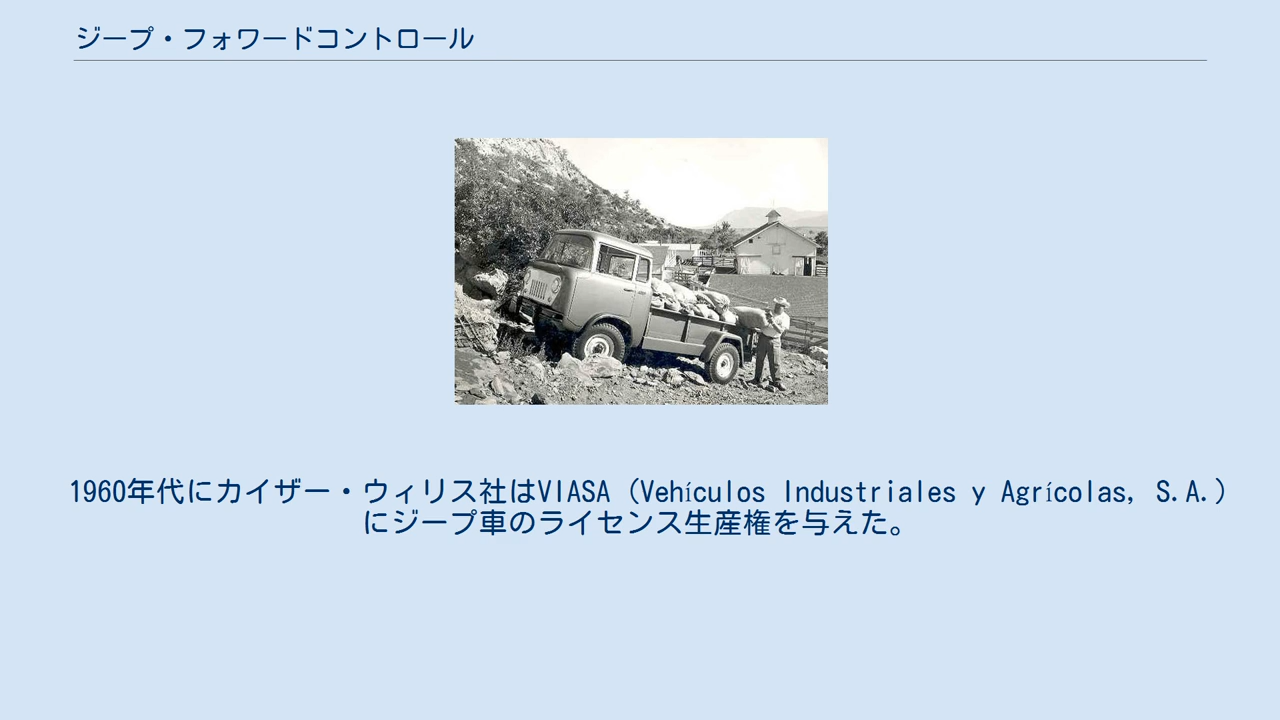 ジープ・フォワードコントロール
1960年代にカイザー・ウィリス社はVIASA（Vehículos Industriales y Agrícolas, S.A.）
にジープ車のライセンス生産権を与えた。